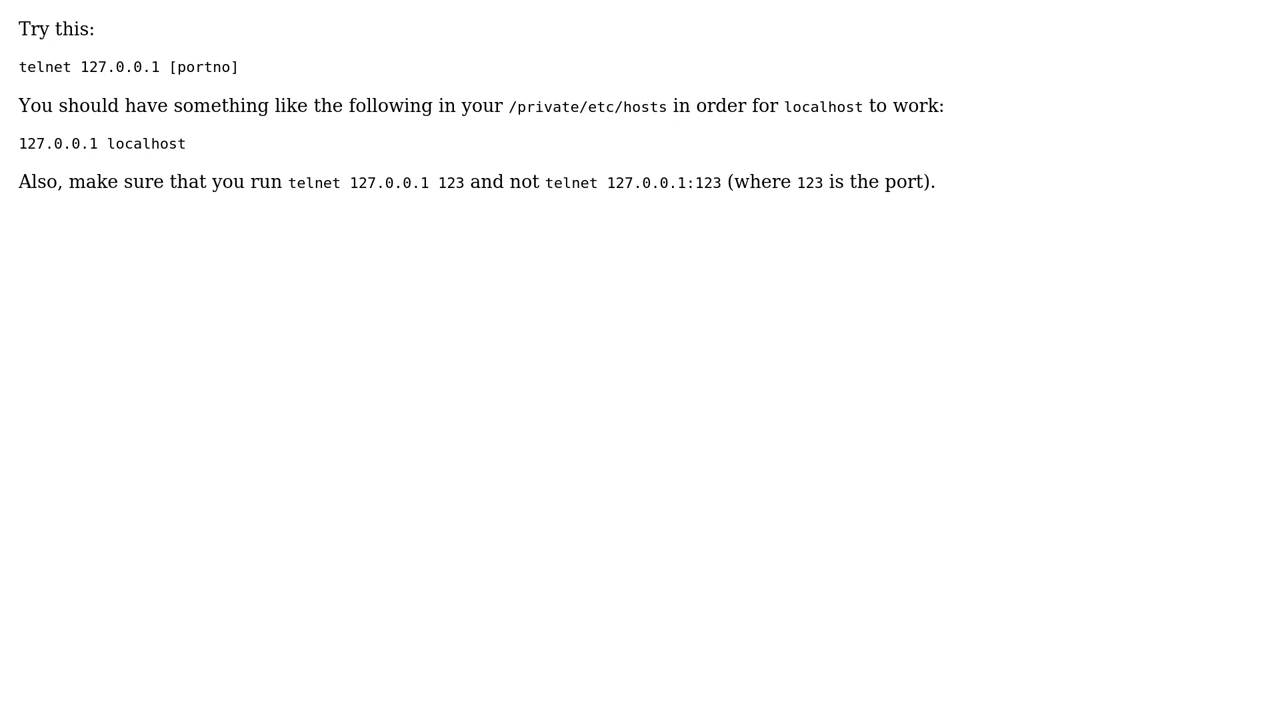 Try this:
telnet 127.0.0.1 [portno]
You should have something like the following in your /private/etc/hosts in order for localhost to work:
127.0.0.1 localhost
Also, make sure that you run telnet 127.0.0.1 123 and not telnet 127.0.0.1:123 (where 123 is the port).